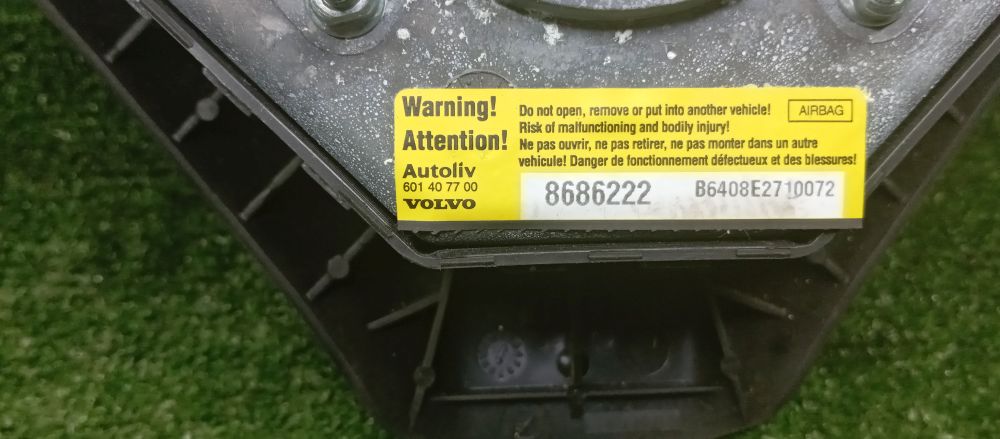 Warning!
Attention!
Autoliv
601 40 77 00
VOLVO
Do not open, remove or put into another vehicle!
AIRBAG
Risk of malfunctioning and bodily injury!
Ne pas ouvrir, ne pas retirer, ne pas monter dans un autre
vehicule! Danger de fonctionnement défectueux et des blessures!
8686222
B6408E2710072